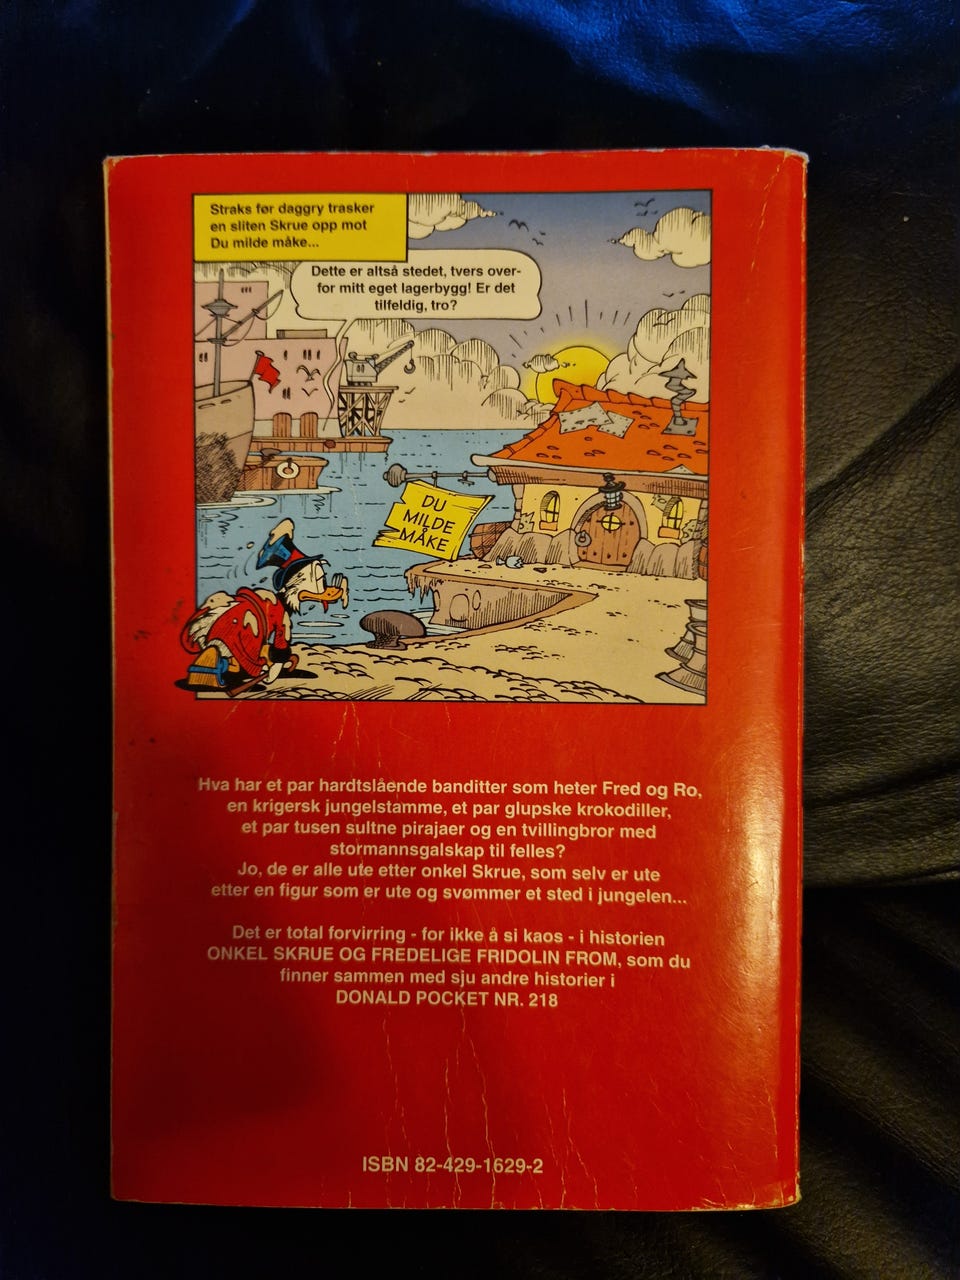 Straks før daggry trasker
en sliten Skrue opp mot
Du milde måke...
Dette er altså stedet, tvers over-
for mitt eget lagerbygg! Er det
tilfeldig, tro?
DU
MILDE
MÅKE
Hva har et par hardtslående banditter som heter Fred og Ro,
en krigersk jungelstamme, et par glupske krokodiller,
et par tusen sultne pirajaer og en tvillingbror med
stormannsgalskap til felles?
Jo, de er alle ute etter onkel Skrue, som selv er ute
etter en figur som er ute og svømmer et sted i jungelen...
Det er total forvirring - for ikke å si kaos - i historien
ONKEL SKRUE OG FREDELIGE FRIDOLIN FROM, som du
finner sammen med sju andre historier i
DONALD POCKET NR. 218
ISBN 82-429-1629-2